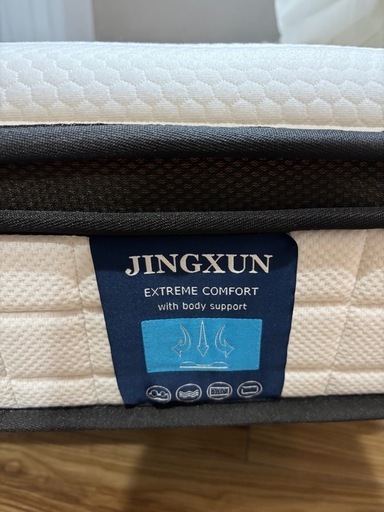 JINGXUN
EXTREME COMFORT
with body support